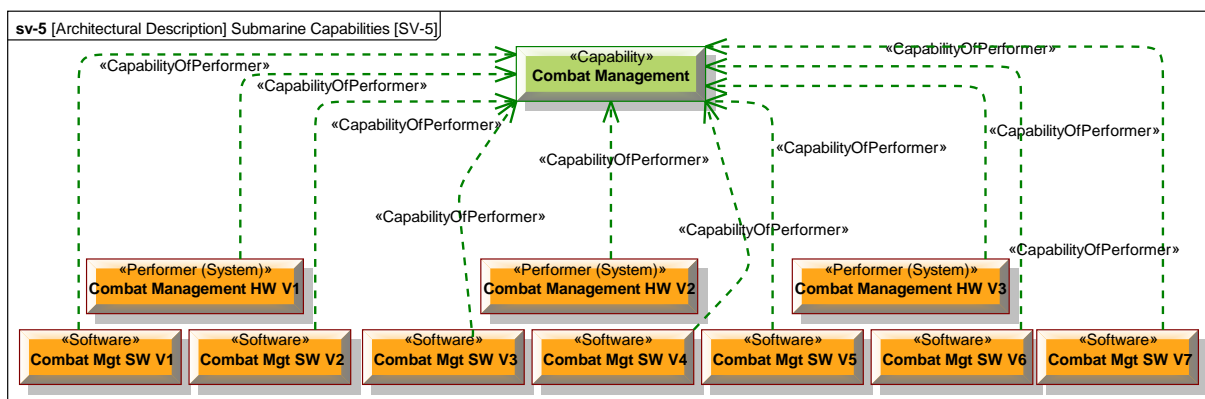 sv-5 [Architectural Description] Submarine Capabilities [SV-5]
«Capability»
Combat Management
«CapabilityOfPerformer»
«CapabilityOfPerformer»
«CapabilityOfPerformer»
«CapabilityOfPerformer»
«CapabilityOfPerformer»
«CapabilityOfPerformer»
«CapabilityOfPerformer»
«CapabilityOfPerformer»
«CapabilityOfPerformer»
«CapabilityOfPerformer»
«Performer (System)»
Combat Management HW V1
«Performer (System)»
Combat Management HW V2
«Performer (System)»
Combat Management HW V3
«Software»
Combat Mgt SW V1
«Software»
Combat Mgt SW V2
«Software»
Combat Mgt SW V3
«Software»
Combat Mgt SW V4
«Software»
Combat Mgt SW V5
«Software»
Combat Mgt SW V6
«Software»
Combat Mgt SW V7